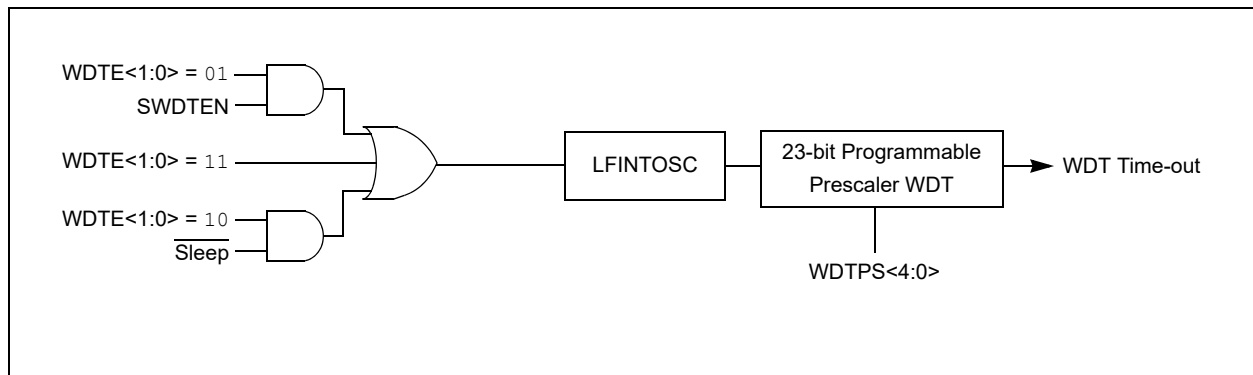 WDTE<1:0> = 01
SWDTEN
WDTE<1:0> = 11
WDTE<1:0> = 10
Sleep
LFINTOSC
23-bit Programmable
Prescaler WDT
WDT Time-out
WDTPS<4:0>